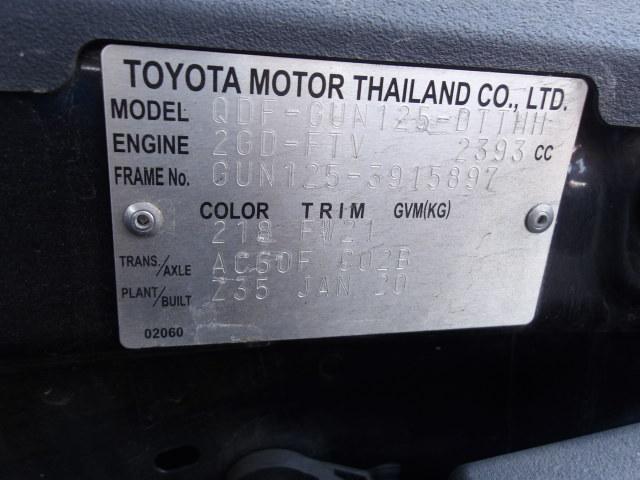 TOYOTA MOTOR THAILAND CO., LTD.
MODEL QDF-GUN125-DTTHH
ENGINE 2GD-FTV 2393 CC
FRAME No. GUN125-3915897
COLOR TRIM GVM(KG)
218 FW21
TRANS./AXLE AC60F G02B
PLANT/BUILT Z35 JAN 20
02060